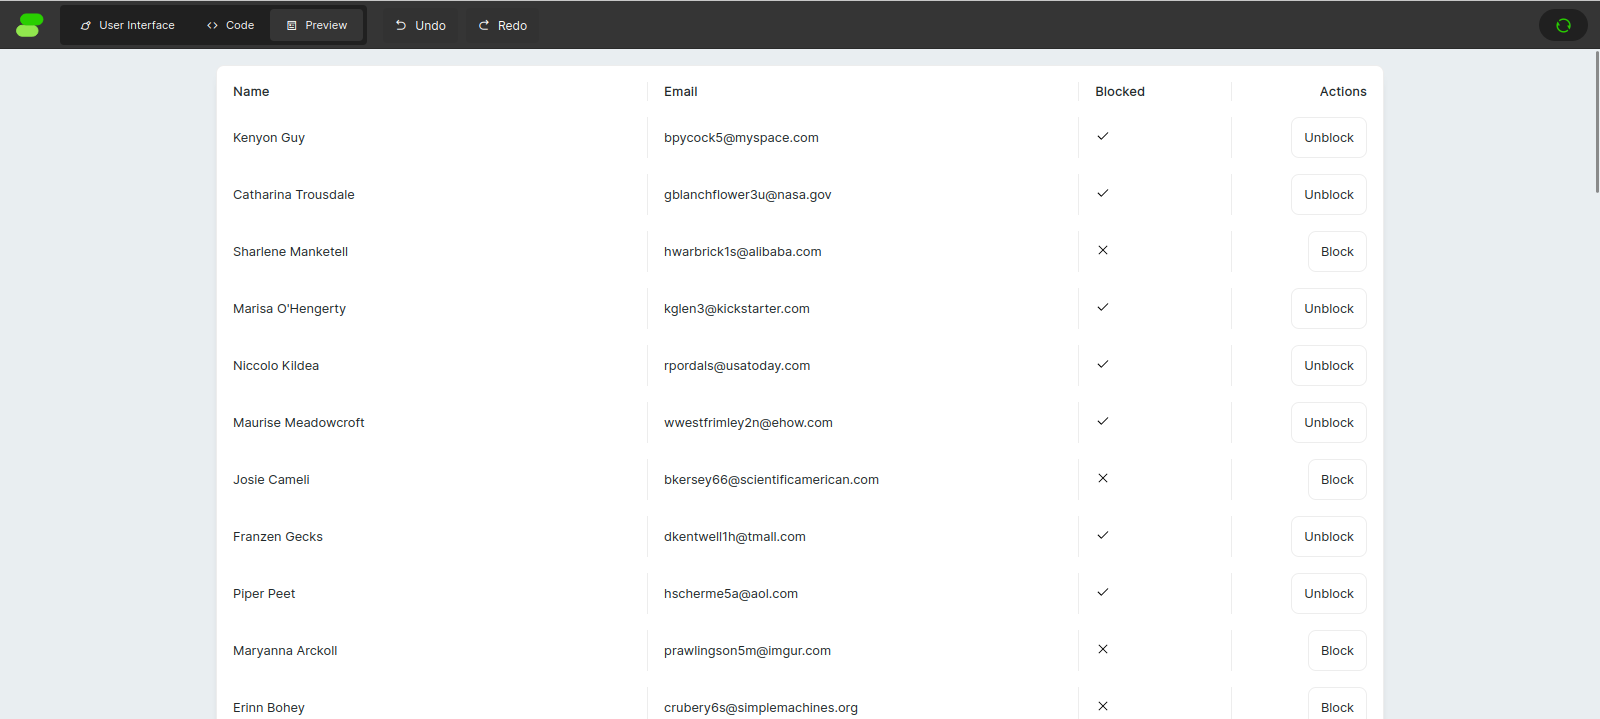 User Interface Code Preview Undo Redo
Name Email Blocked Actions
Kenyon Guy bpycock5@myspace.com Unblock
Catharina Trousdale gblanchflower3u@nasa.gov Unblock
Sharlene Manketell hwarbrick1s@alibaba.com Block
Marisa O'Hengerty kglen3@kickstarter.com Unblock
Niccolo Kildea rpordals@usatoday.com Unblock
Maurise Meadowcroft wwestfrimley2n@ehow.com Unblock
Josie Cameli bkersey66@scientificamerican.com Block
Franzen Gecks dkentwell1h@tmall.com Unblock
Piper Peet hscherme5a@aol.com Unblock
Maryanna Arckoll prawlingson5m@imgur.com Block
Erinn Bohey crubery6s@simplemachines.org Block